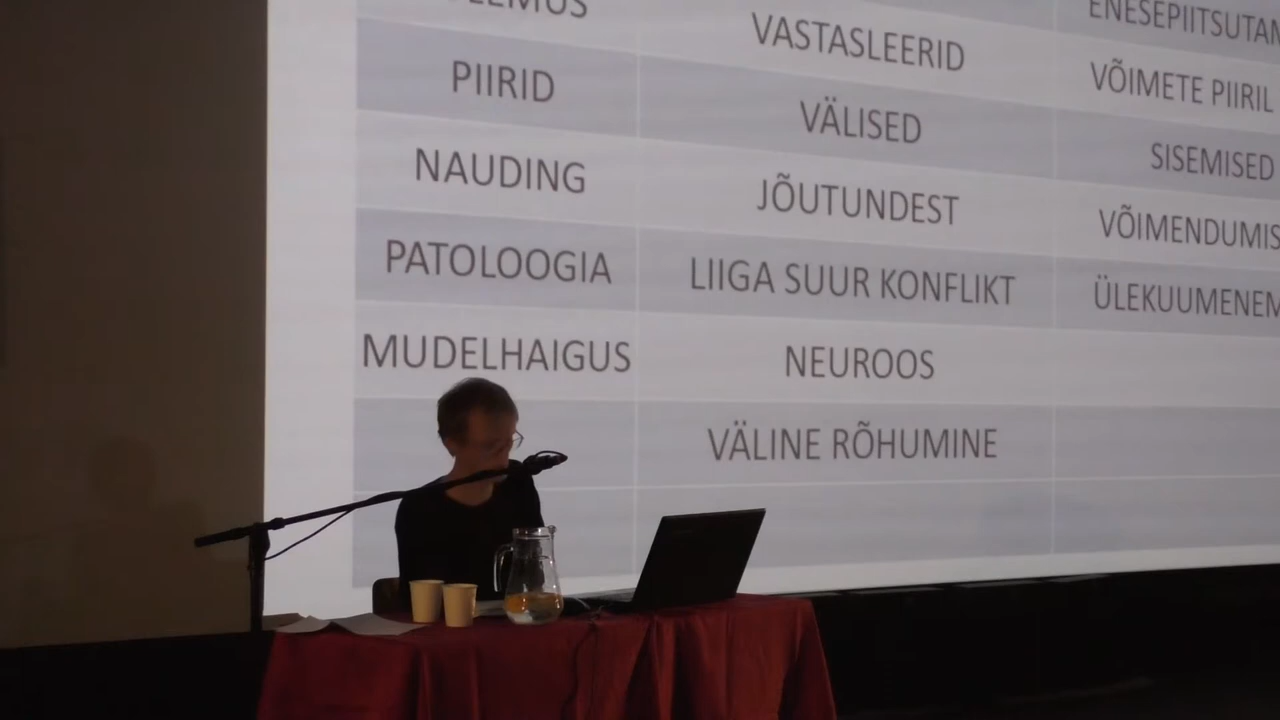 VASTASLEERID
PIIRID VÄLISED VÕIMETE PIIRIL
NAUDING JÕUTUNDEST SISEMISED
PATOLOOGIA LIIGA SUUR KONFLIKT
MUDELHAIGUS NEUROOS
VÄLINE RÕHUMINE